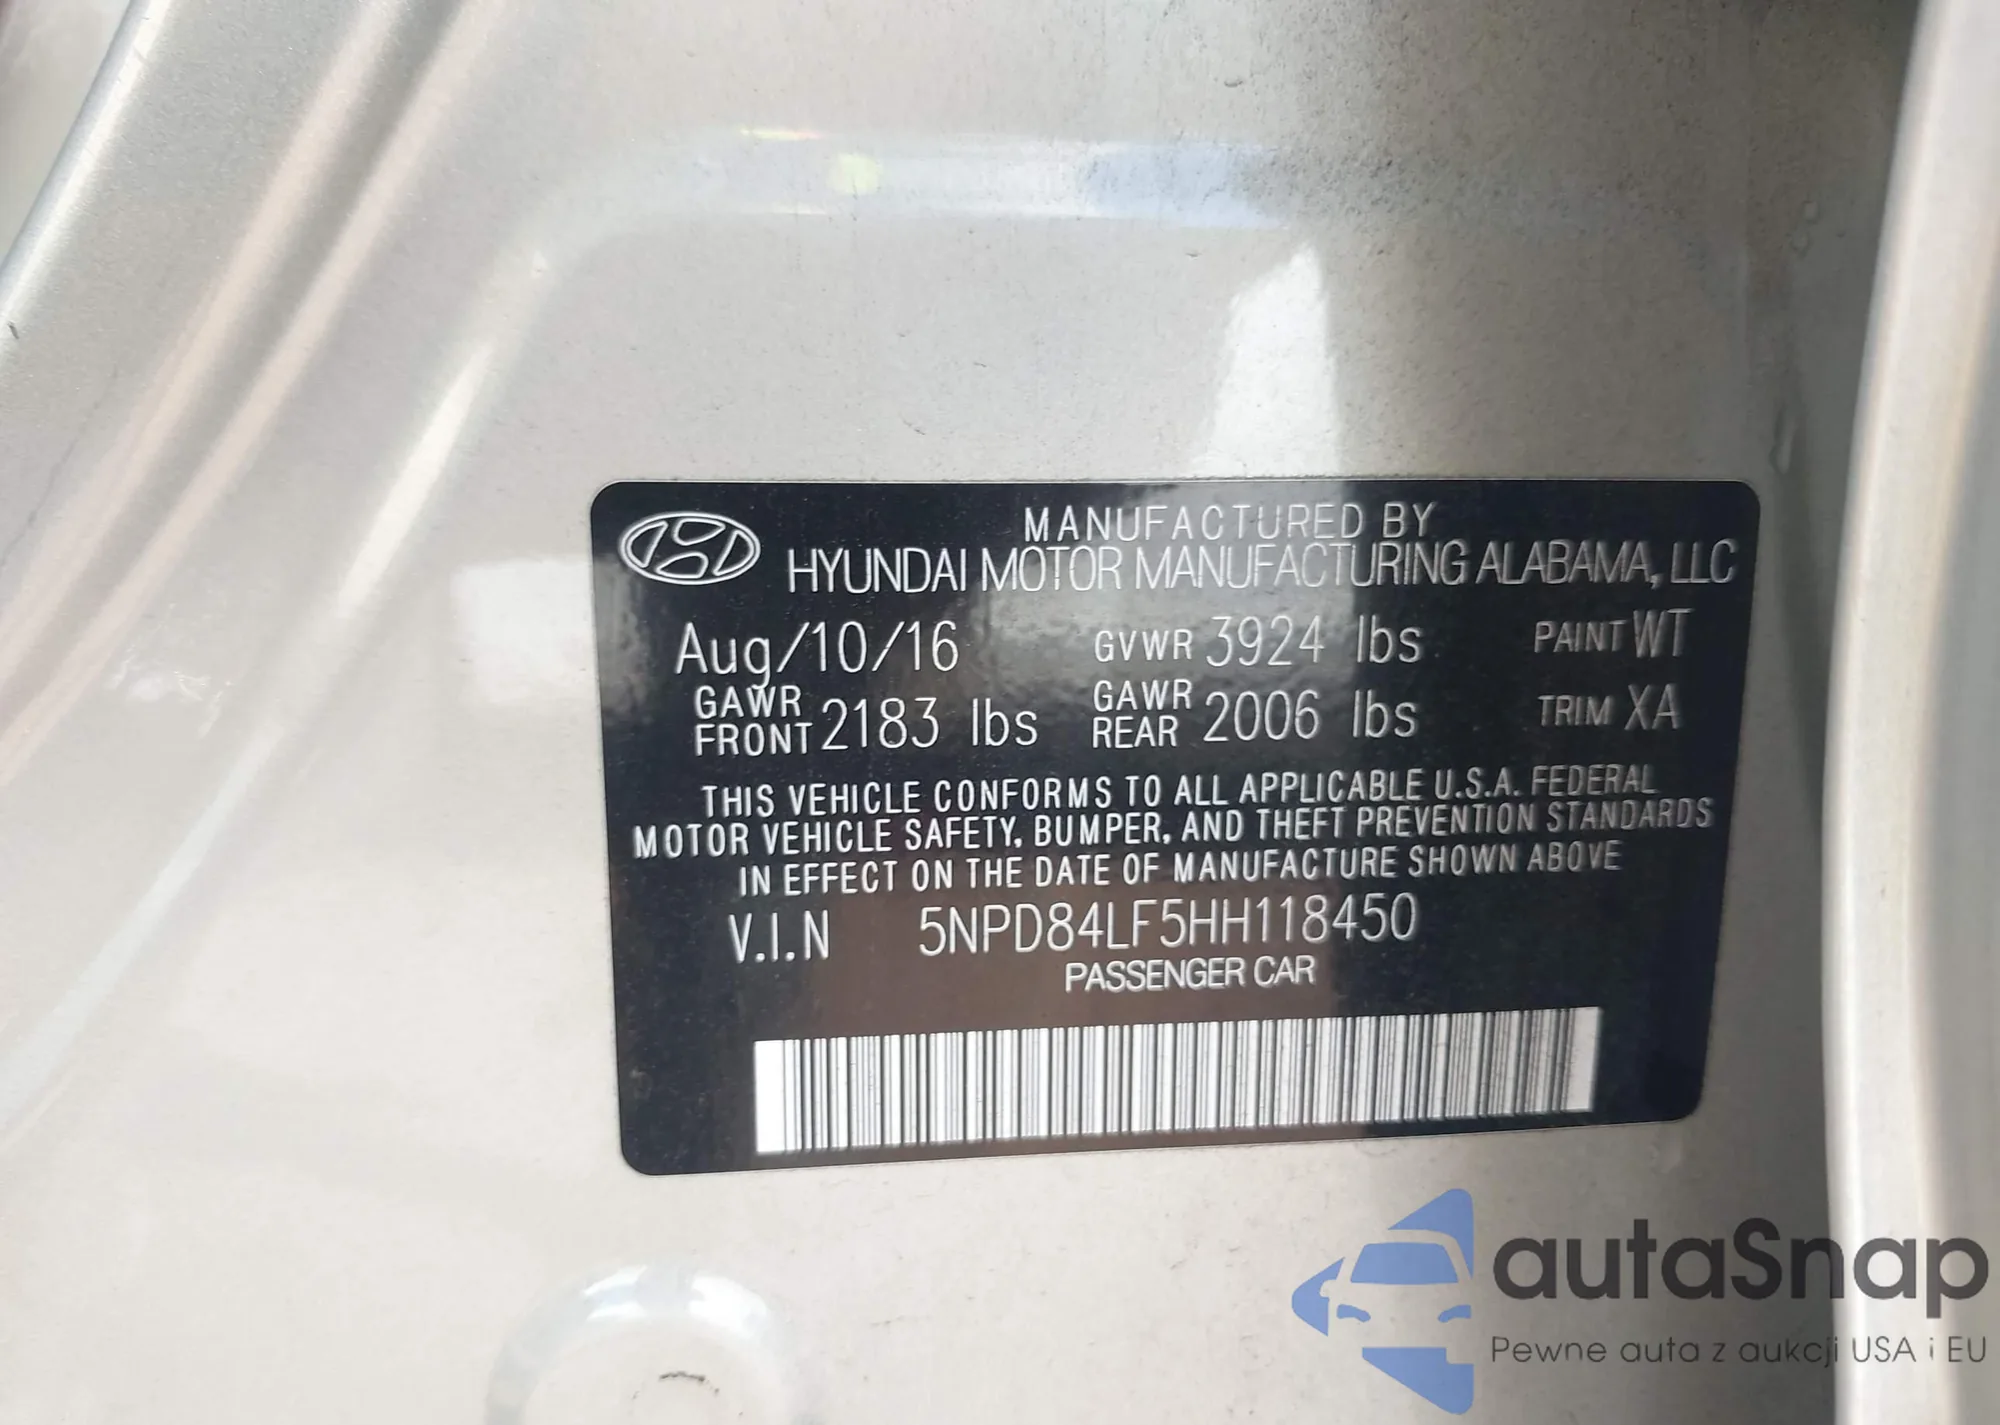 MANUFACTURED BY
HYUNDAI MOTOR MANUFACTURING ALABAMA, LLC
Aug/10/16 GVWR 3924 lbs PAINT WT
GAWR FRONT 2183 lbs GAWR REAR 2006 lbs TRIM XA
THIS VEHICLE CONFORMS TO ALL APPLICABLE U.S.A. FEDERAL
MOTOR VEHICLE SAFETY, BUMPER, AND THEFT PREVENTION STANDARDS
IN EFFECT ON THE DATE OF MANUFACTURE SHOWN ABOVE
V.I.N 5NPD84LF5HH118450
PASSENGER CAR
autaSnap
Pewne auta z aukcji USA i EU